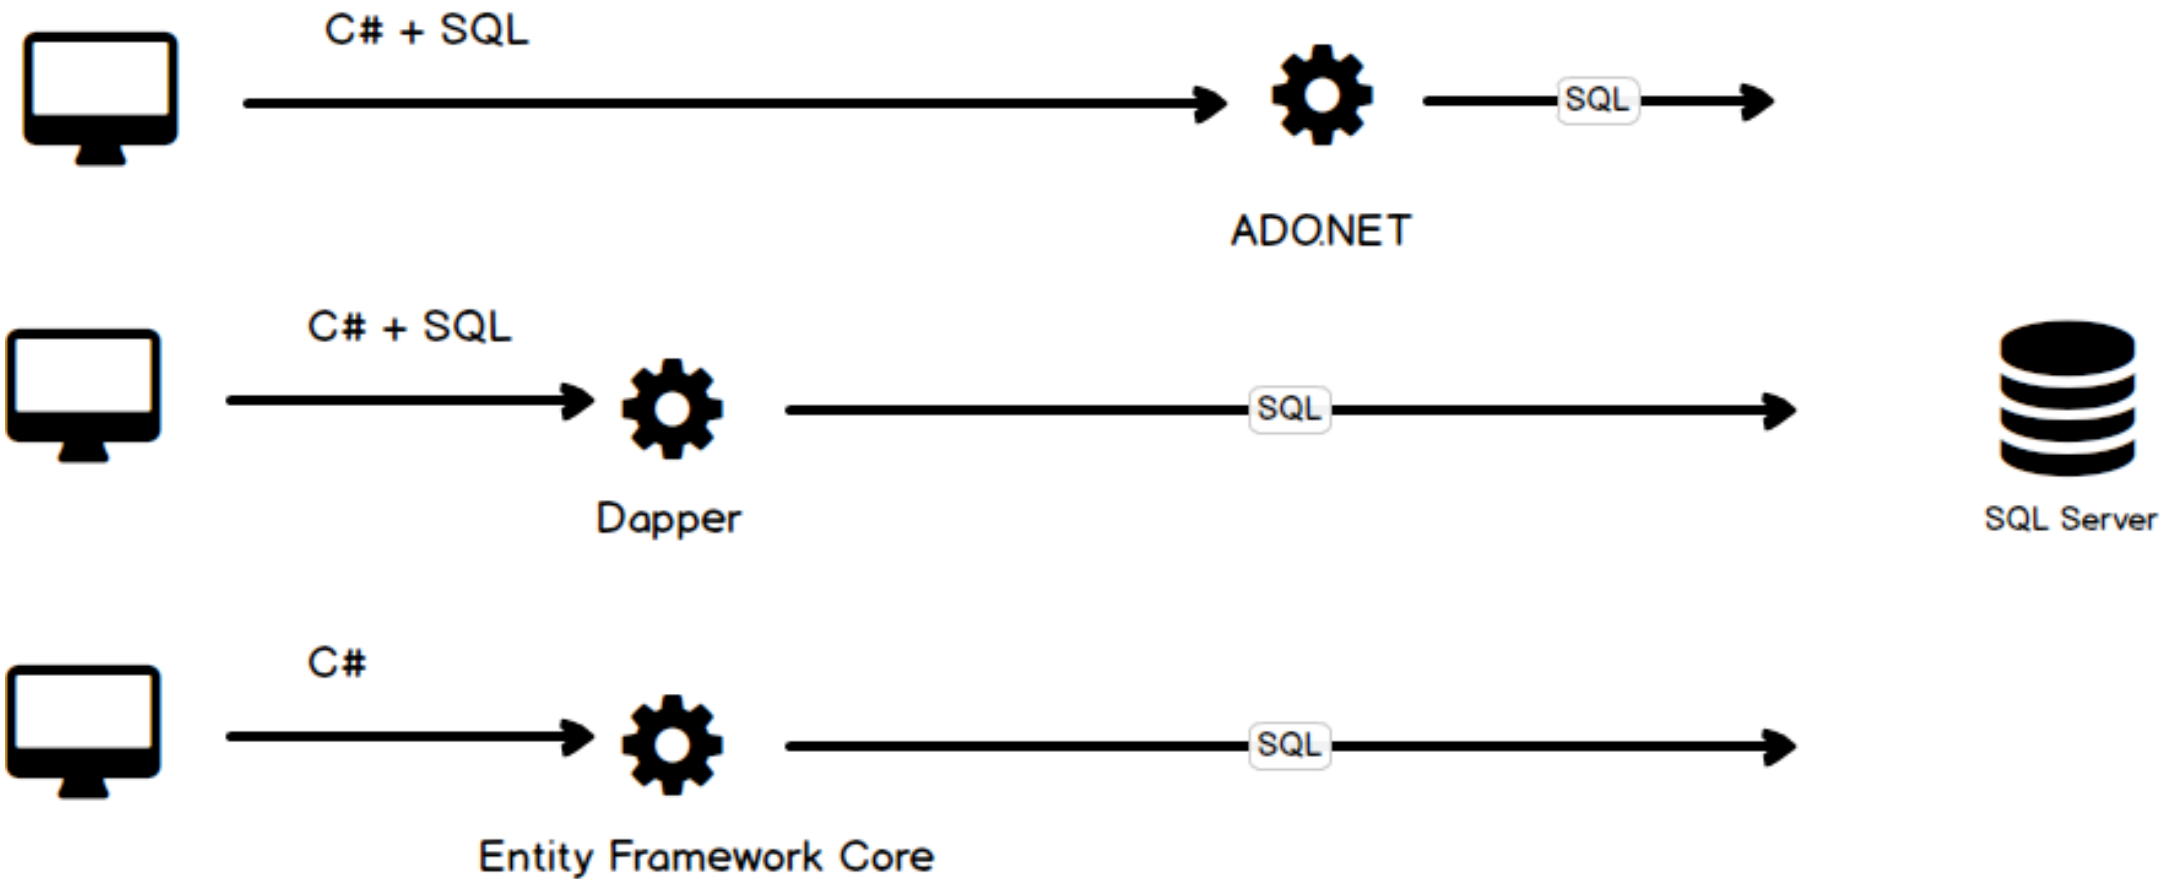 C# + SQL
SQL
ADO.NET
C# + SQL
SQL
Dapper
SQL Server
C#
SQL
Entity Framework Core